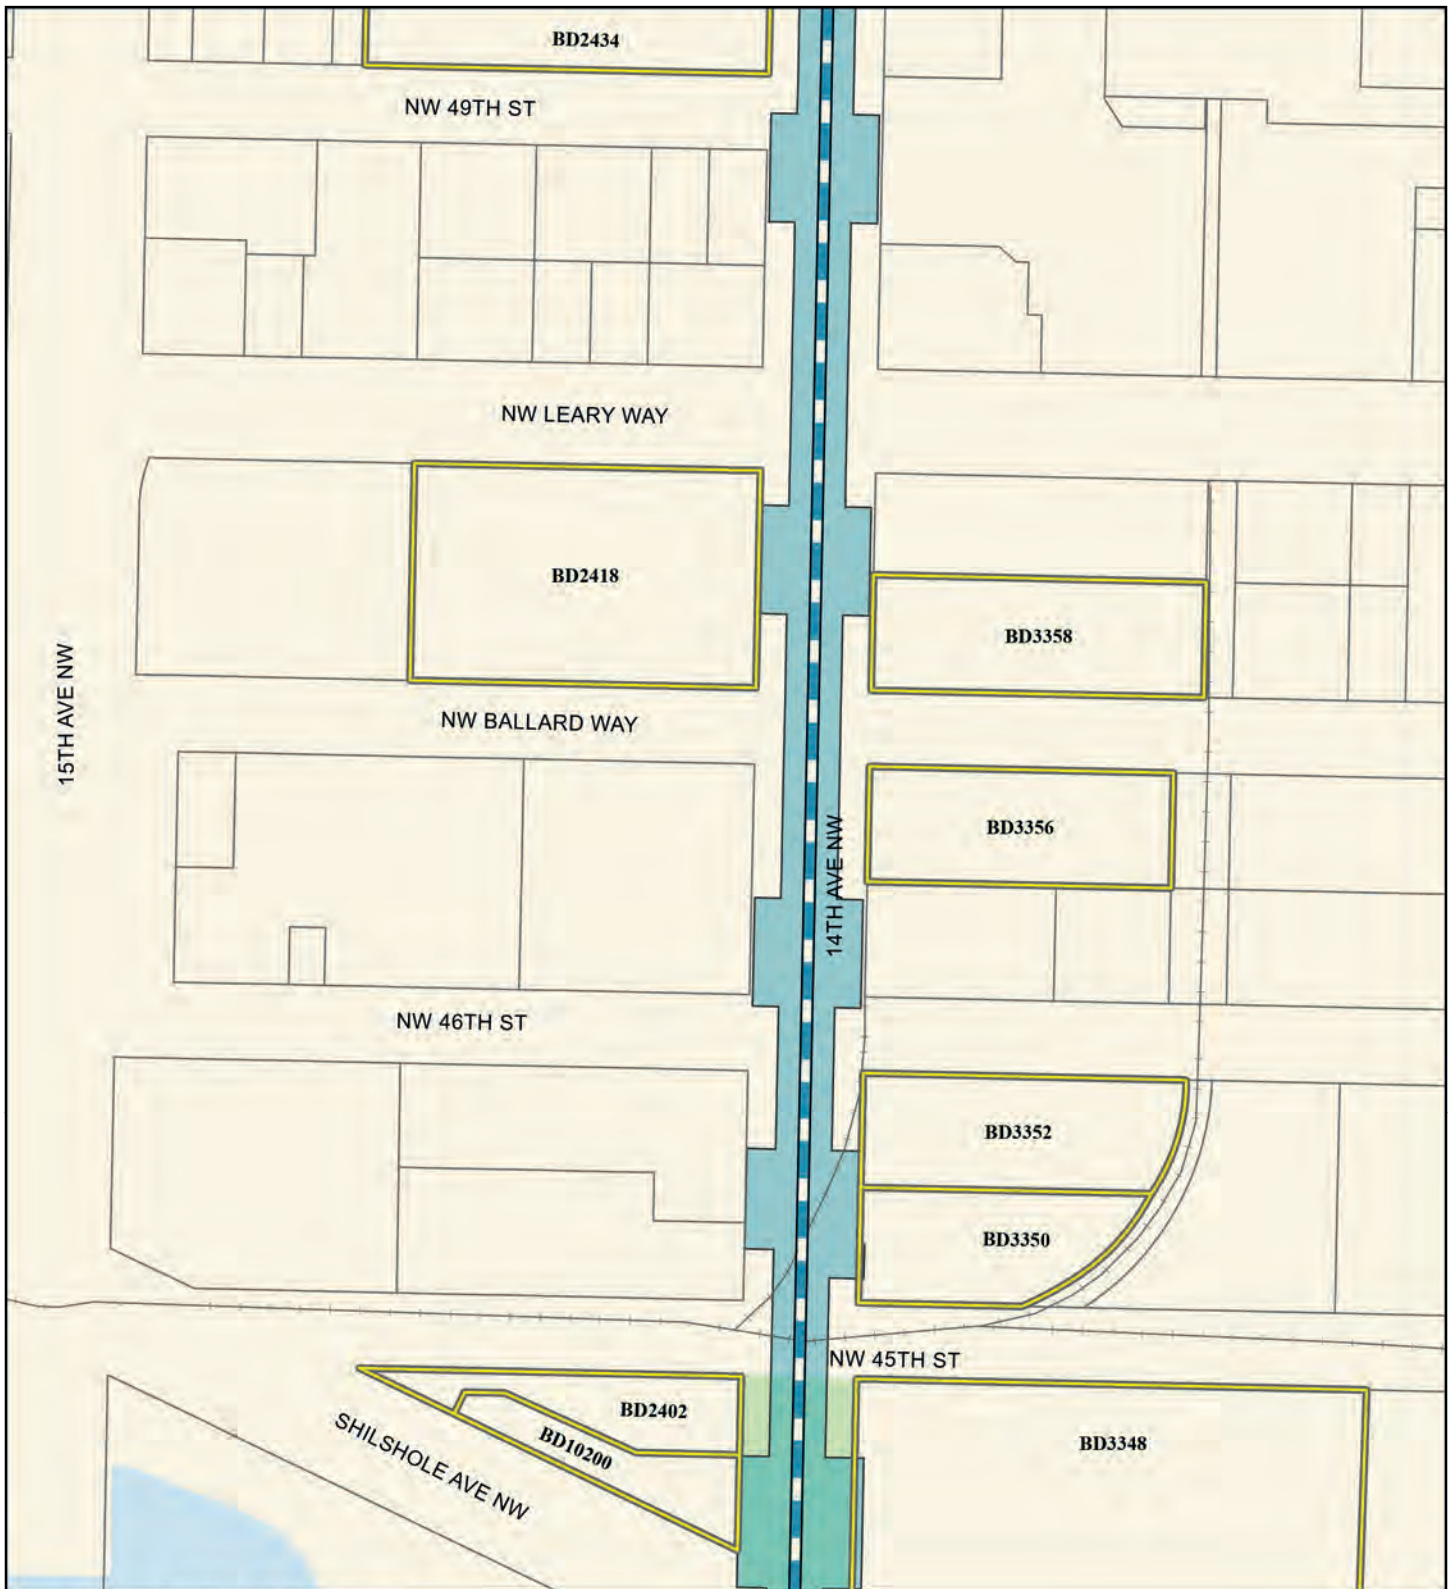 BD2434
NW 49TH ST
NW LEARY WAY
BD2418
BD3358
15TH AVE NW
NW BALLARD WAY
BD3356
14TH AVE NW
NW 46TH ST
BD3352
BD3350
NW 45TH ST
BD2402
BD10200
SHILSHOLE AVE NW
BD3348